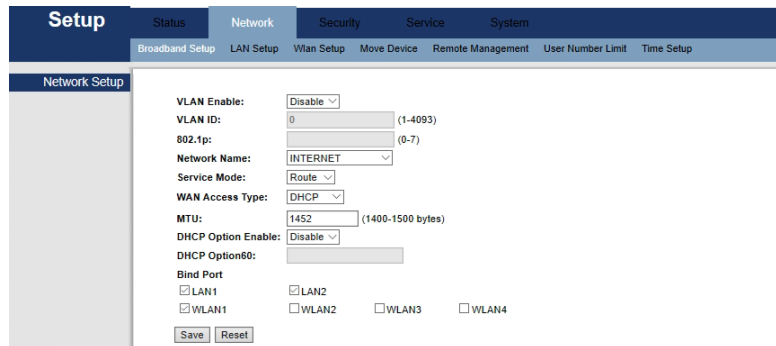 Setup
Status Network Security Service System
Broadband Setup LAN Setup Wlan Setup Move Device Remote Management User Number Limit Time Setup
Network Setup
VLAN Enable: Disable
VLAN ID: 0 (1-4093)
802.1p: (0-7)
Network Name: INTERNET
Service Mode: Route
WAN Access Type: DHCP
MTU: 1452 (1400-1500 bytes)
DHCP Option Enable: Disable
DHCP Option60:
Bind Port
LAN1 LAN2
WLAN1 WLAN2 WLAN3 WLAN4
Save Reset